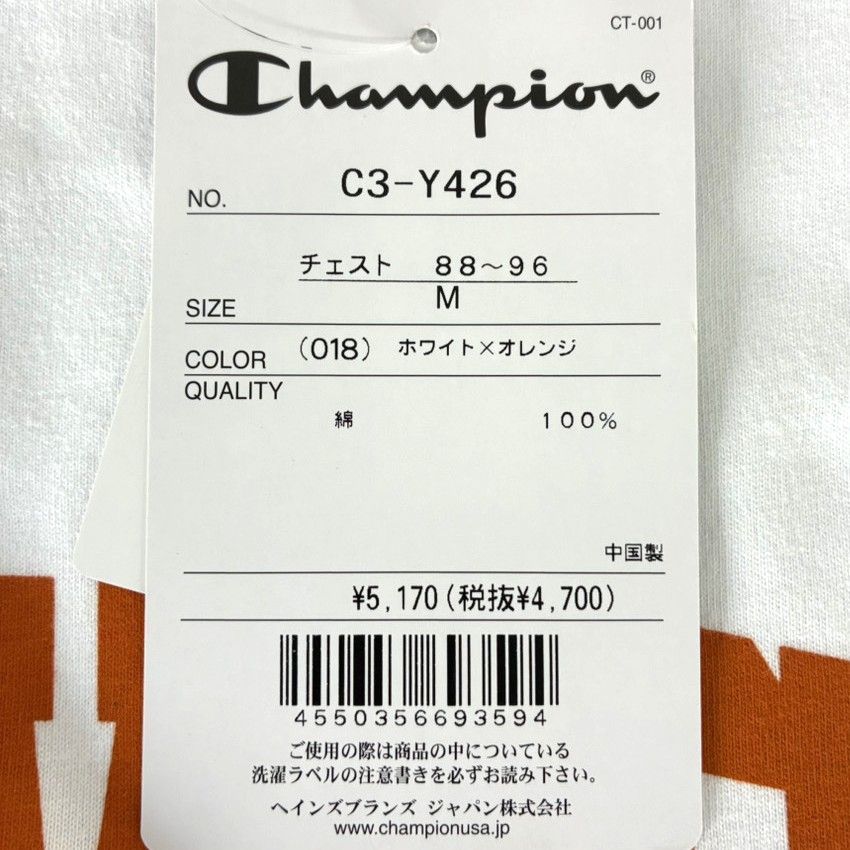 CT-001
Champion®
NO. C3-Y426
チェスト 88～96
SIZE M
COLOR (018) ホワイト×オレンジ
QUALITY
綿 100%
中国製
¥5,170(税抜¥4,700)
4550356693594
ご使用の際は商品の中についている
洗濯ラベルの注意書きを必ずお読み下さい。
ヘインズブランズ ジャパン株式会社
www.championusa.jp